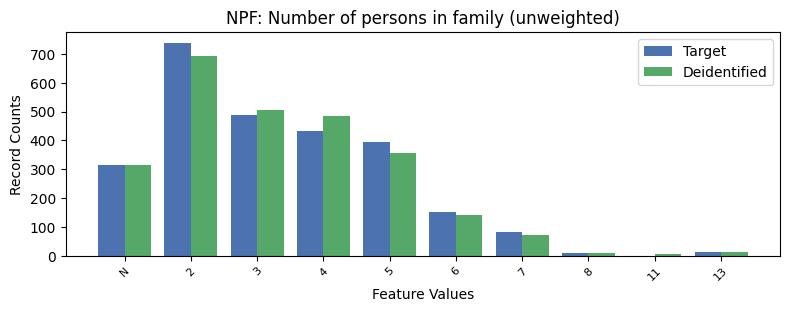 NPF: Number of persons in family (unweighted)
Target
Deidentified
Record Counts
700
600
500
400
300
200
100
0
N 2 3 4 5 6 7 8 11 13
Feature Values